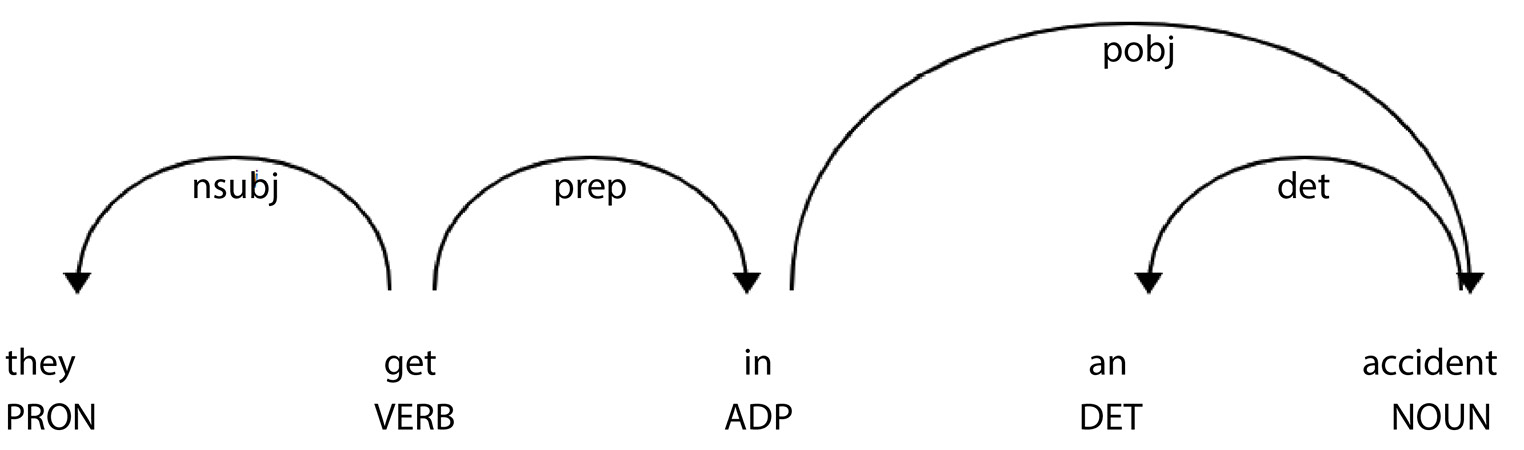 pobj
nsubj prep det
they get in an accident
PRON VERB ADP DET NOUN